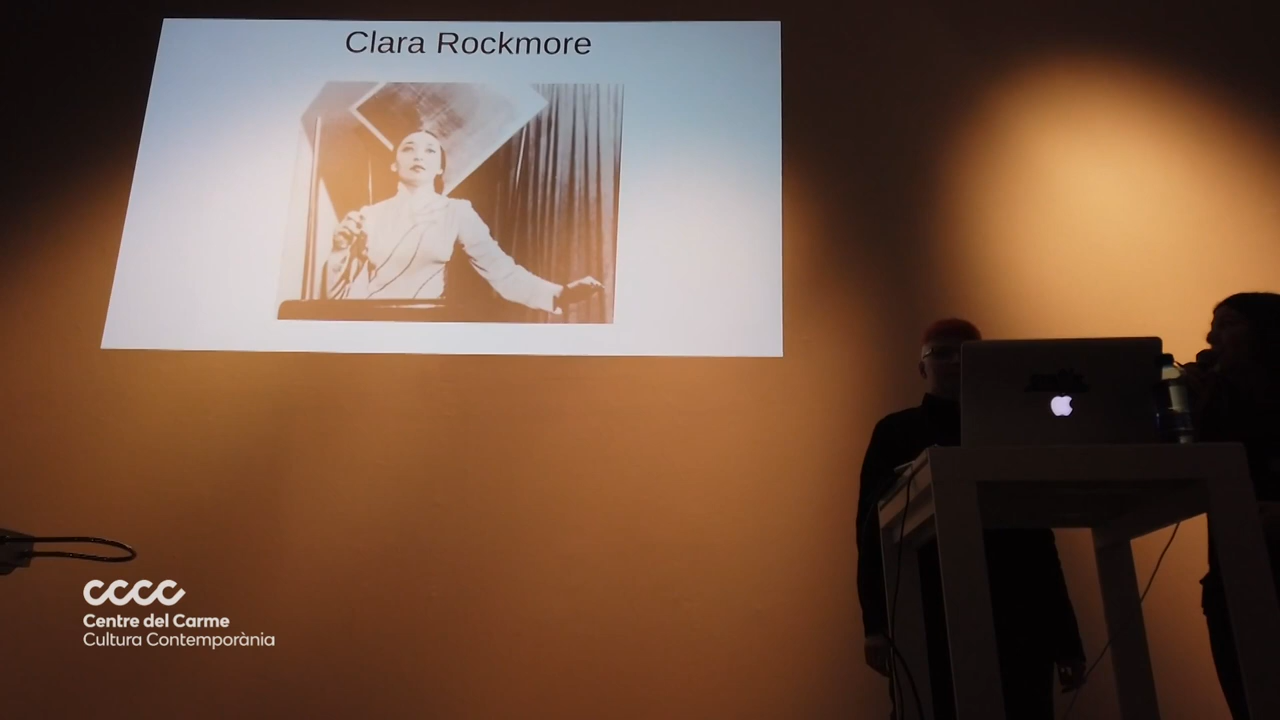 Clara Rockmore
cccc
Centre del Carme
Cultura Contemporània